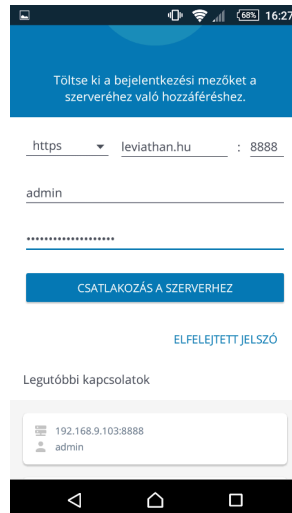 68% 16:27
Töltse ki a bejelentkezési mezőket a
szerveréhez való hozzáféréshez.
https leviathan.hu : 8888
admin
••••••••••••••••••••
CSATLAKOZÁS A SZERVERHEZ
ELFELEJTETT JELSZÓ
Legutóbbi kapcsolatok
192.168.9.103:8888
admin